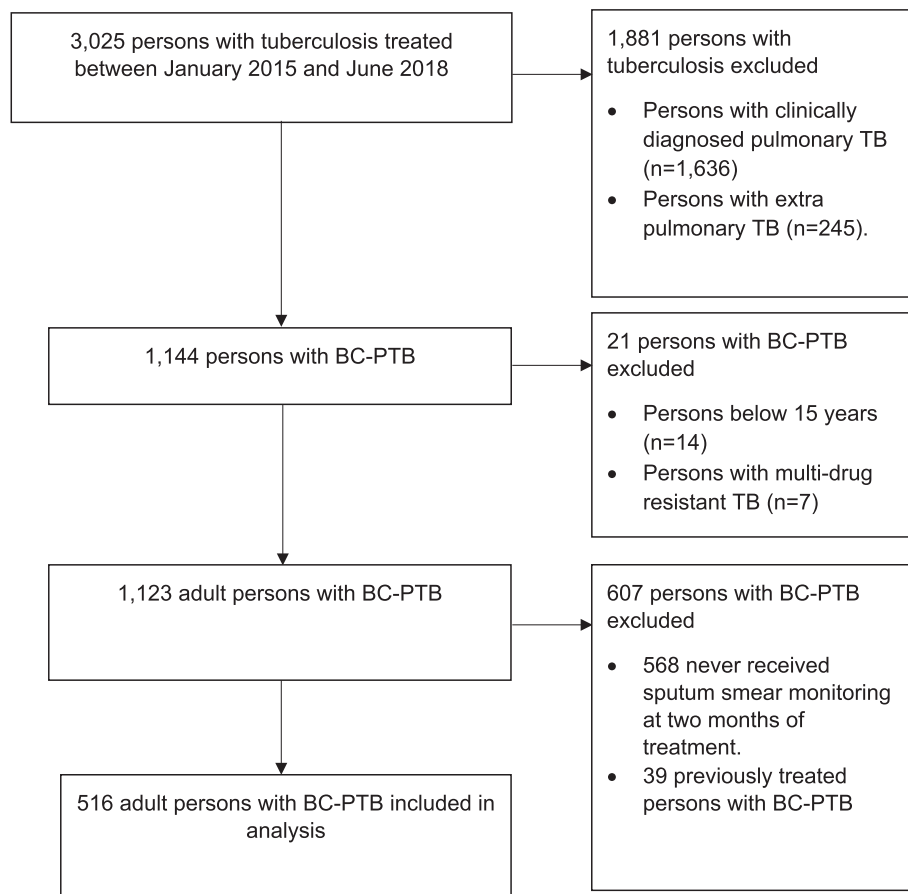 3,025 persons with tuberculosis treated
between January 2015 and June 2018
1,881 persons with
tuberculosis excluded
• Persons with clinically
diagnosed pulmonary TB
(n=1,636)
• Persons with extra
pulmonary TB (n=245).
1,144 persons with BC-PTB
21 persons with BC-PTB
excluded
• Persons below 15 years
(n=14)
• Persons with multi-drug
resistant TB (n=7)
1,123 adult persons with BC-PTB
607 persons with BC-PTB
excluded
• 568 never received
sputum smear monitoring
at two months of
treatment.
• 39 previously treated
persons with BC-PTB
516 adult persons with BC-PTB included in
analysis